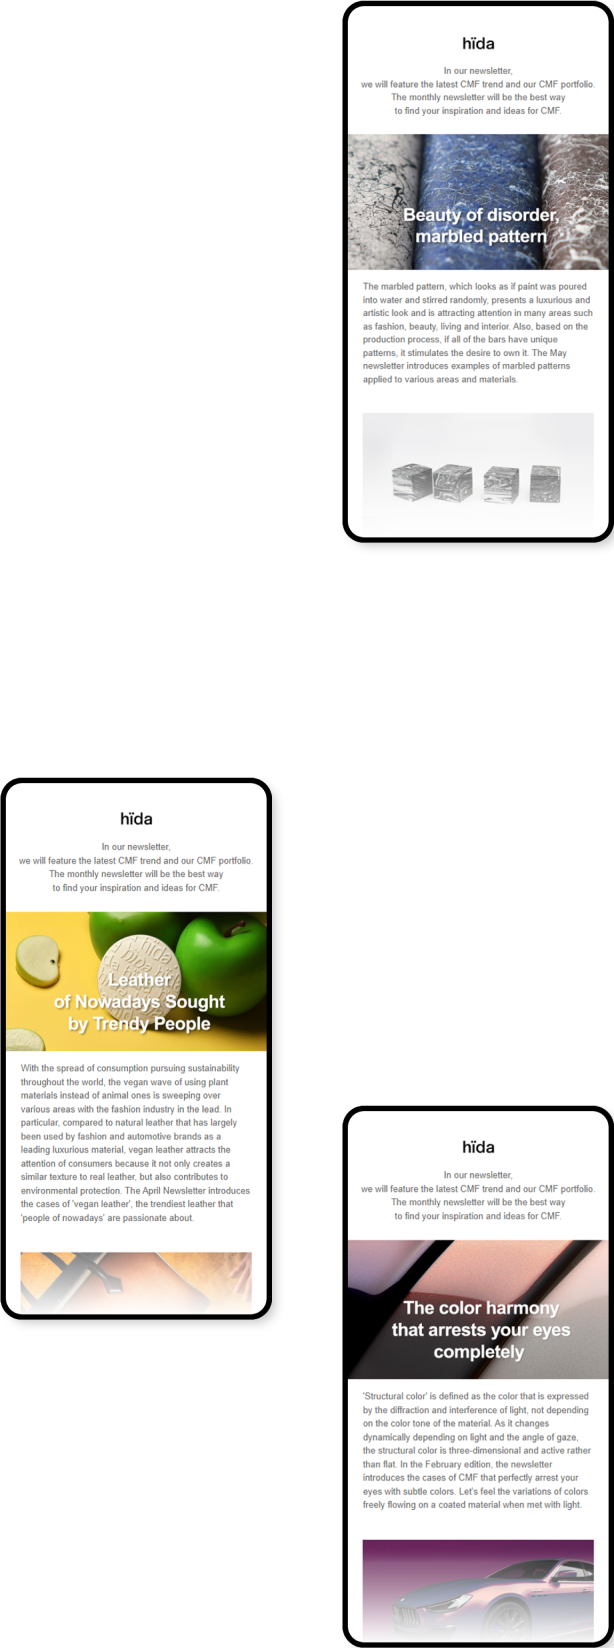 hïda
In our newsletter,
we will feature the latest CMF trend and our CMF portfolio.
The monthly newsletter will be the best way
to find your inspiration and ideas for CMF.
Beauty of disorder,
marbled pattern
The marbled pattern, which looks as if paint was poured
into water and stirred randomly, presents a luxurious and
artistic look and is attracting attention in many areas such
as fashion, beauty, living and interior. Also, based on the
production process, if all of the bars have unique
patterns, it stimulates the desire to own it. The May
newsletter introduces examples of marbled patterns
applied to various areas and materials.
hïda
In our newsletter,
we will feature the latest CMF trend and our CMF portfolio.
The monthly newsletter will be the best way
to find your inspiration and ideas for CMF.
Leather
of Nowadays Sought
by Trendy People
With the spread of consumption pursuing sustainability
throughout the world, the vegan wave of using plant
materials instead of animal ones is sweeping over
various areas with the fashion industry in the lead. In
particular, compared to natural leather that has largely
been used by fashion and automotive brands as a
leading luxurious material, vegan leather attracts the
attention of consumers because it not only creates a
similar texture to real leather, but also contributes to
environmental protection. The April Newsletter introduces
the cases of 'vegan leather', the trendiest leather that
'people of nowadays' are passionate about.
hïda
In our newsletter,
we will feature the latest CMF trend and our CMF portfolio.
The monthly newsletter will be the best way
to find your inspiration and ideas for CMF.
The color harmony
that arrests your eyes
completely
'Structural color' is defined as the color that is expressed
by the diffraction and interference of light, not depending
on the color tone of the material. As it changes
dynamically depending on light and the angle of gaze,
the structural color is three-dimensional and active rather
than flat. In the February edition, the newsletter
introduces the cases of CMF that perfectly arrest your
eyes with subtle colors. Let's feel the variations of colors
freely flowing on a coated material when met with light.